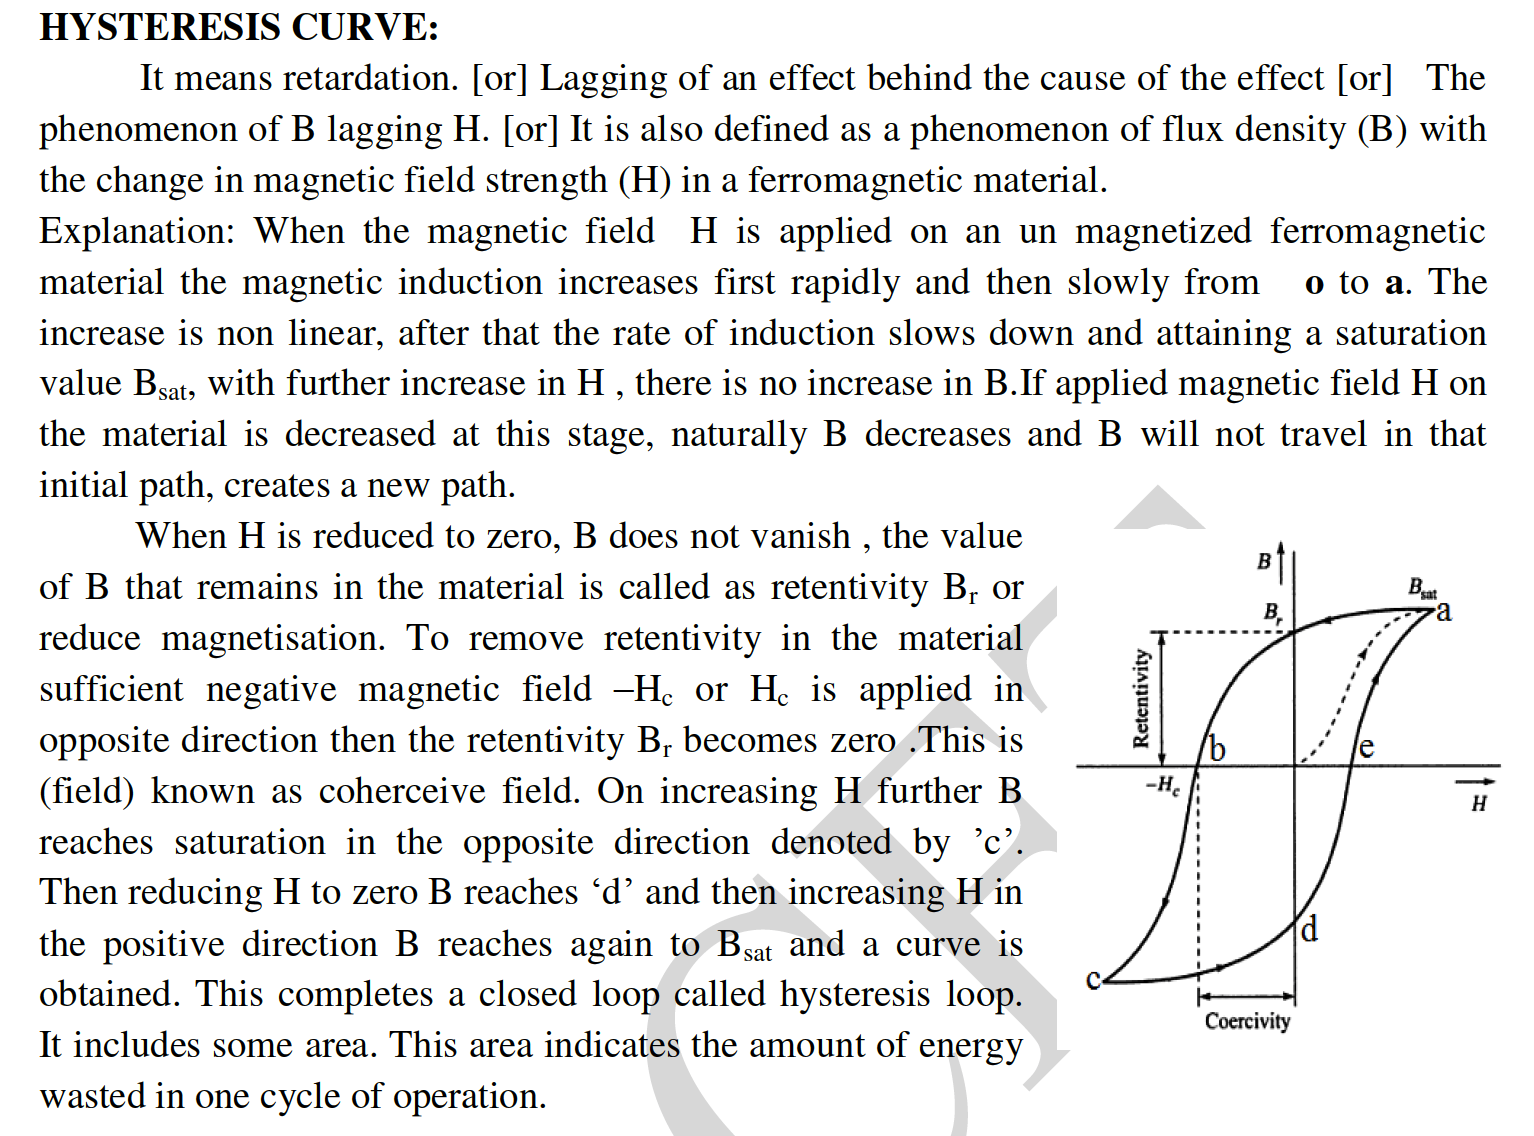 HYSTERESIS CURVE:
It means retardation. [or] Lagging of an effect behind the cause of the effect [or] The
phenomenon of B lagging H. [or] It is also defined as a phenomenon of flux density (B) with
the change in magnetic field strength (H) in a ferromagnetic material.
Explanation: When the magnetic field H is applied on an un magnetized ferromagnetic
material the magnetic induction increases first rapidly and then slowly from o to a. The
increase is non linear, after that the rate of induction slows down and attaining a saturation
value Bsat, with further increase in H , there is no increase in B.If applied magnetic field H on
the material is decreased at this stage, naturally B decreases and B will not travel in that
initial path, creates a new path.
When H is reduced to zero, B does not vanish , the value
of B that remains in the material is called as retentivity Br or
reduce magnetisation. To remove retentivity in the material
sufficient negative magnetic field –Hc or Hc is applied in
opposite direction then the retentivity Br becomes zero .This is
(field) known as coherceive field. On increasing H further B
reaches saturation in the opposite direction denoted by ’c’.
Then reducing H to zero B reaches ‘d’ and then increasing H in
the positive direction B reaches again to Bsat and a curve is
obtained. This completes a closed loop called hysteresis loop.
It includes some area. This area indicates the amount of energy
wasted in one cycle of operation.
B
Bsat
Br
a
Retentivity
b
e
–Hc
H
d
c
Coercivity